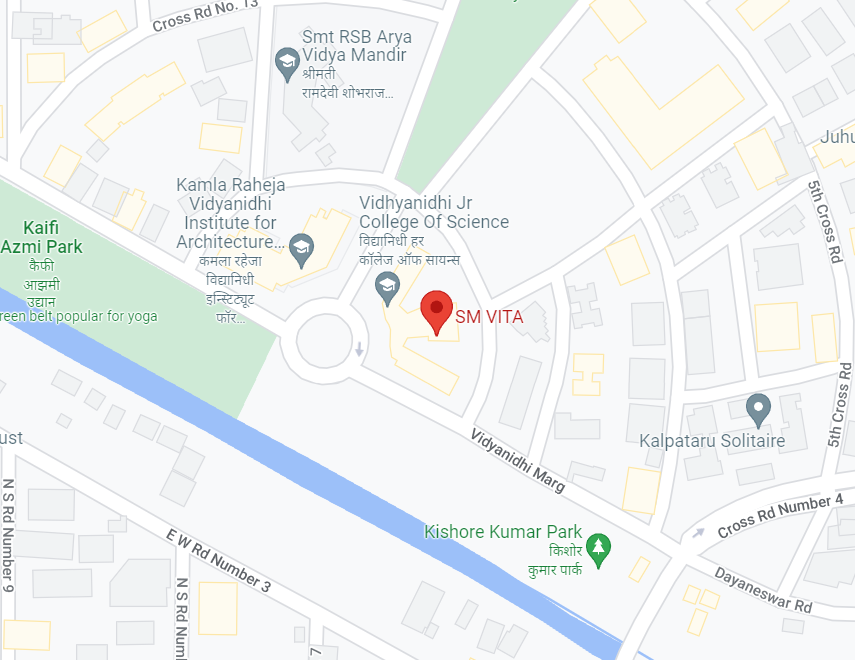 Cross Rd No. 13
Smt RSB Arya
Vidya Mandir
श्रीमती
रामदेवी शोभराज...
Juhu
Kamla Raheja
Vidyanidhi
Institute for
Architecture...
कमला रहेजा
विद्यानिधी
इन्स्टिट्यूट
फॉर...
Vidhyanidhi Jr
College Of Science
विद्यानिधी हर
कॉलेज ऑफ सायन्स
5th Cross Rd
Kaifi
Azmi Park
कैफी
आझमी
उद्यान
reen belt popular for yoga
SM VITA
5th Cross Rd
Kalpataru Solitaire
ust
Vidyanidhi Marg
N S Rd Number 9
E W Rd Number 3
Kishore Kumar Park
किशोर
कुमार पार्क
Cross Rd Number 4
Dayaneswar Rd
N S Rd Num
7